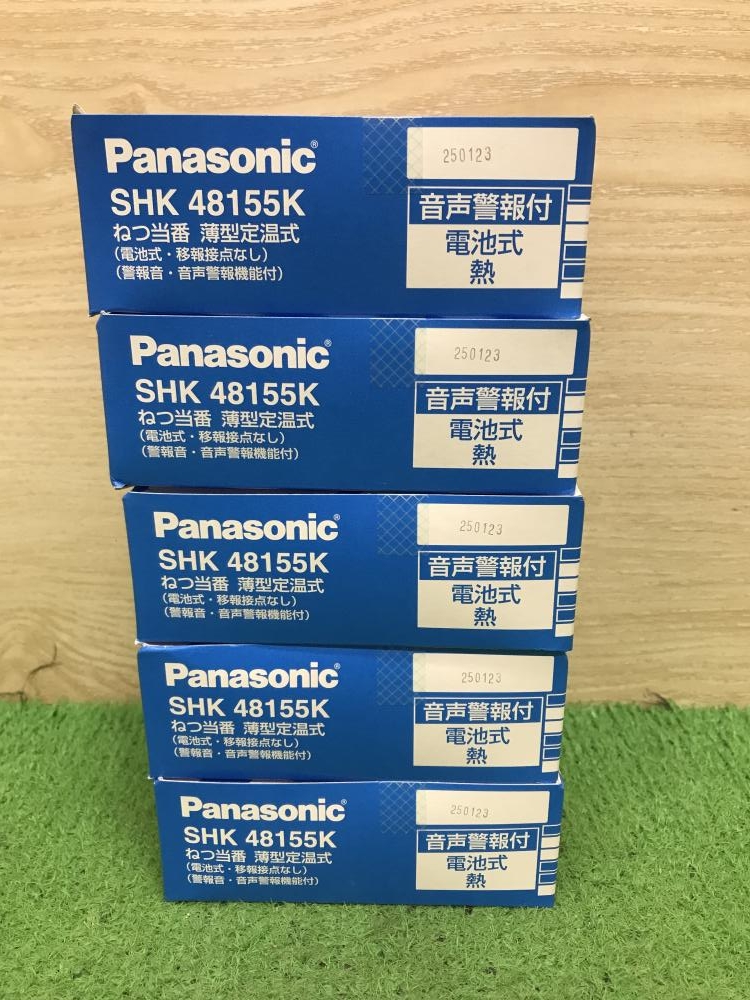 Panasonic®
250123
SHK 48155K
音声警報付
ねつ当番 薄型定温式
電池式
(電池式・移報接点なし)
熱
(警報音・音声警報機能付)
Panasonic®
250123
SHK 48155K
音声警報付
ねつ当番 薄型定温式
電池式
(電池式・移報接点なし)
熱
(警報音・音声警報機能付)
Panasonic®
250123
SHK 48155K
音声警報付
ねつ当番 薄型定温式
電池式
(電池式・移報接点なし)
熱
(警報音・音声警報機能付)
Panasonic®
250123
SHK 48155K
音声警報付
ねつ当番 薄型定温式
電池式
(電池式・移報接点なし)
熱
(警報音・音声警報機能付)
Panasonic®
250123
SHK 48155K
音声警報付
ねつ当番 薄型定温式
電池式
(電池式・移報接点なし)
熱
(警報音・音声警報機能付)